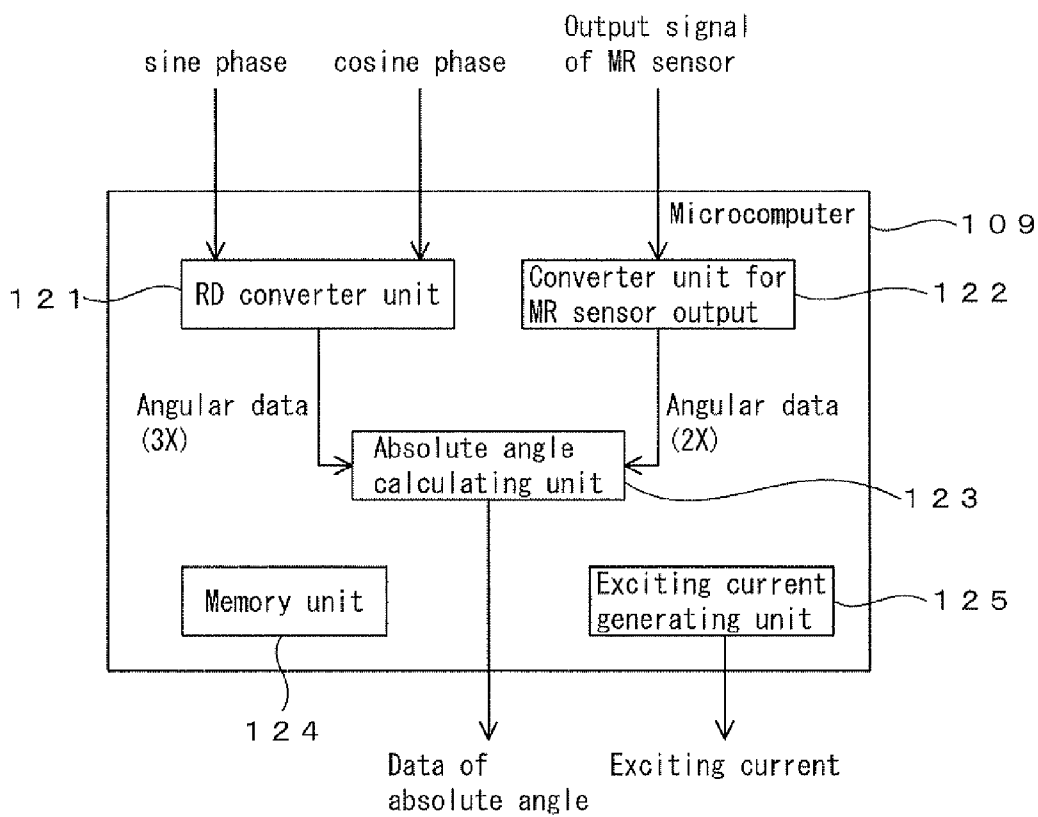 Output signal
of MR sensor
sine phase
cosine phase
Microcomputer
109
121
RD converter unit
Converter unit for
MR sensor output
122
Angular data
(3X)
Angular data
(2X)
Absolute angle
calculating unit
123
Memory unit
Exciting current
generating unit
125
124
Data of
absolute angle
Exciting current